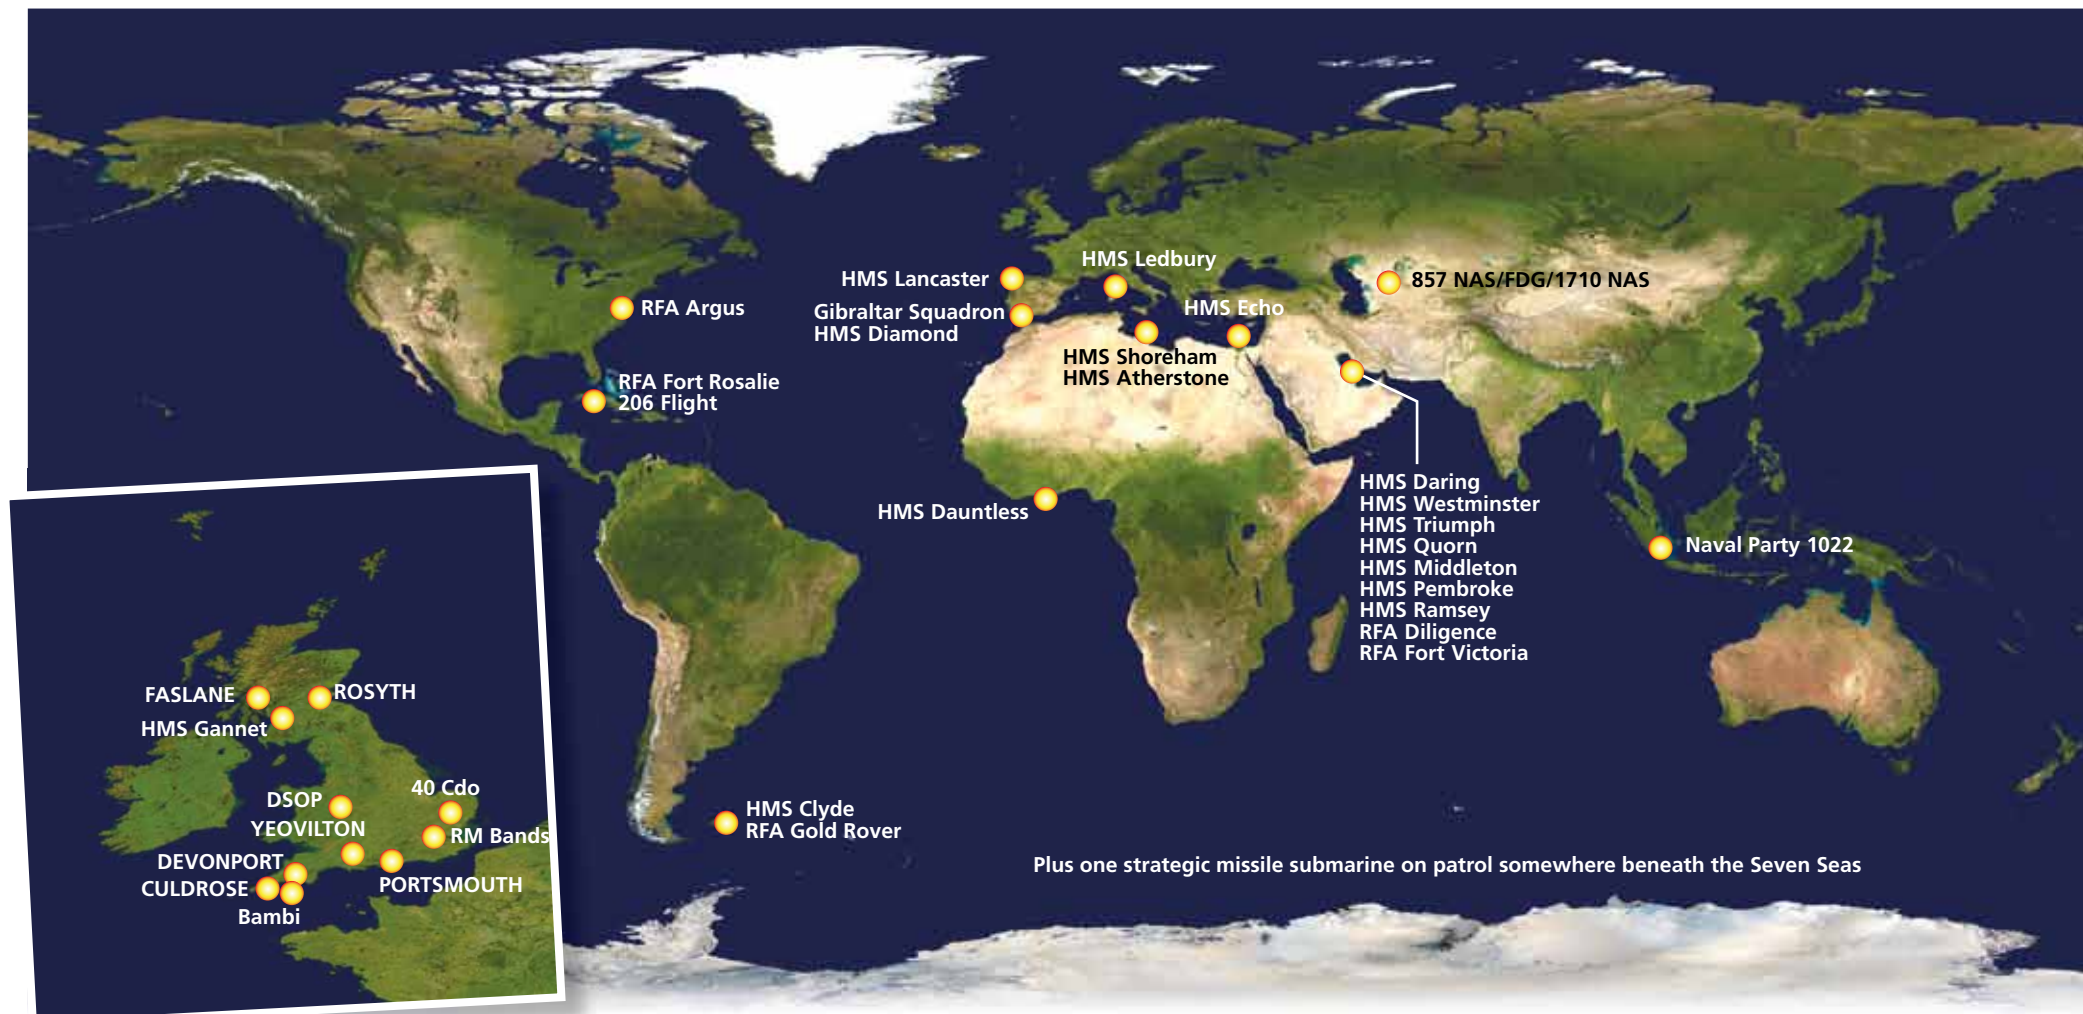 HMS Ledbury
HMS Lancaster
857 NAS/FDG/1710 NAS
RFA Argus
Gibraltar Squadron
HMS Diamond
HMS Echo
HMS Shoreham
HMS Atherstone
RFA Fort Rosalie
206 Flight
HMS Dauntless
HMS Daring
HMS Westminster
HMS Triumph
HMS Quorn
HMS Middleton
HMS Pembroke
HMS Ramsey
RFA Diligence
RFA Fort Victoria
Naval Party 1022
HMS Clyde
RFA Gold Rover
Plus one strategic missile submarine on patrol somewhere beneath the Seven Seas
FASLANE
ROSYTH
HMS Gannet
40 Cdo
DSOP
YEOVILTON
RM Bands
DEVONPORT
PORTSMOUTH
CULDROSE
Bambi